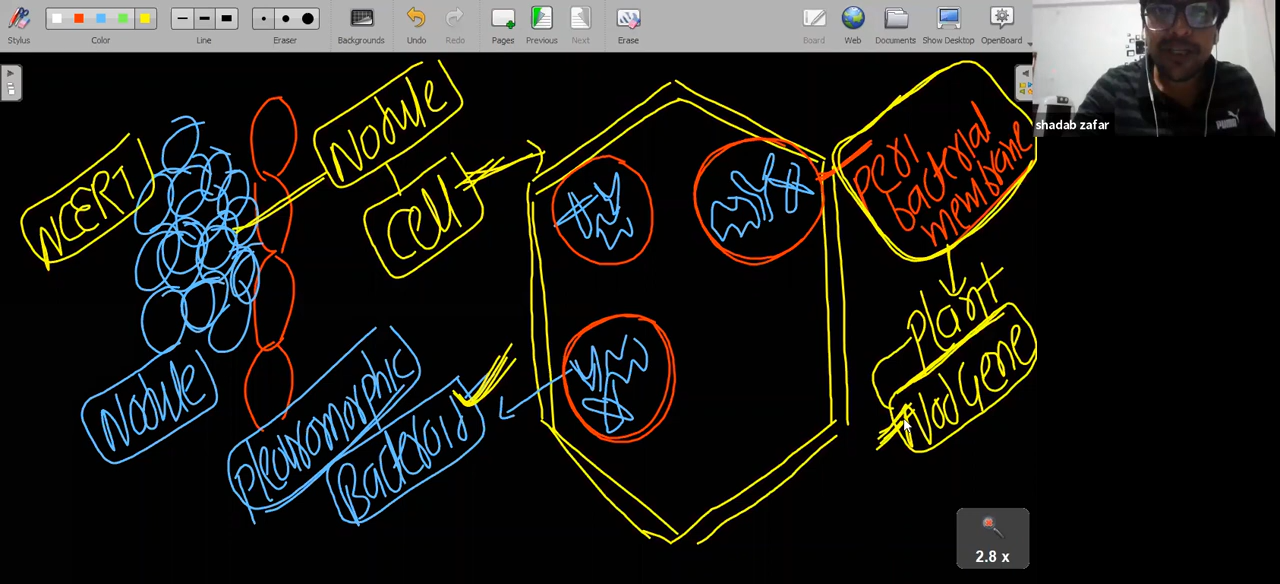 Stylus
Color
Line
Eraser
Backgrounds
Undo
Redo
Pages
Previous
Next
Erase
Board
Web
Documents
Show Desktop
OpenBoard
PUMA
shadab zafar
NCERT
Nodule
Cell
Peri
bacterial
membrane
Plant
Nod Gene
Nodule
Pleuromorphic
Bacteroid
2.8 x